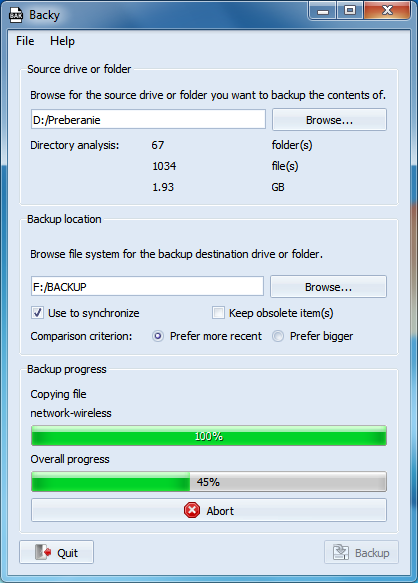 BAK
Backy
File Help
Source drive or folder
Browse for the source drive or folder you want to backup the contents of.
D:/Preberanie Browse...
Directory analysis: 67 folder(s)
1034 file(s)
1.93 GB
Backup location
Browse file system for the backup destination drive or folder.
F:/BACKUP Browse...
Use to synchronize Keep obsolete item(s)
Comparison criterion: Prefer more recent Prefer bigger
Backup progress
Copying file
network-wireless
100%
Overall progress
45%
Abort
Quit Backup